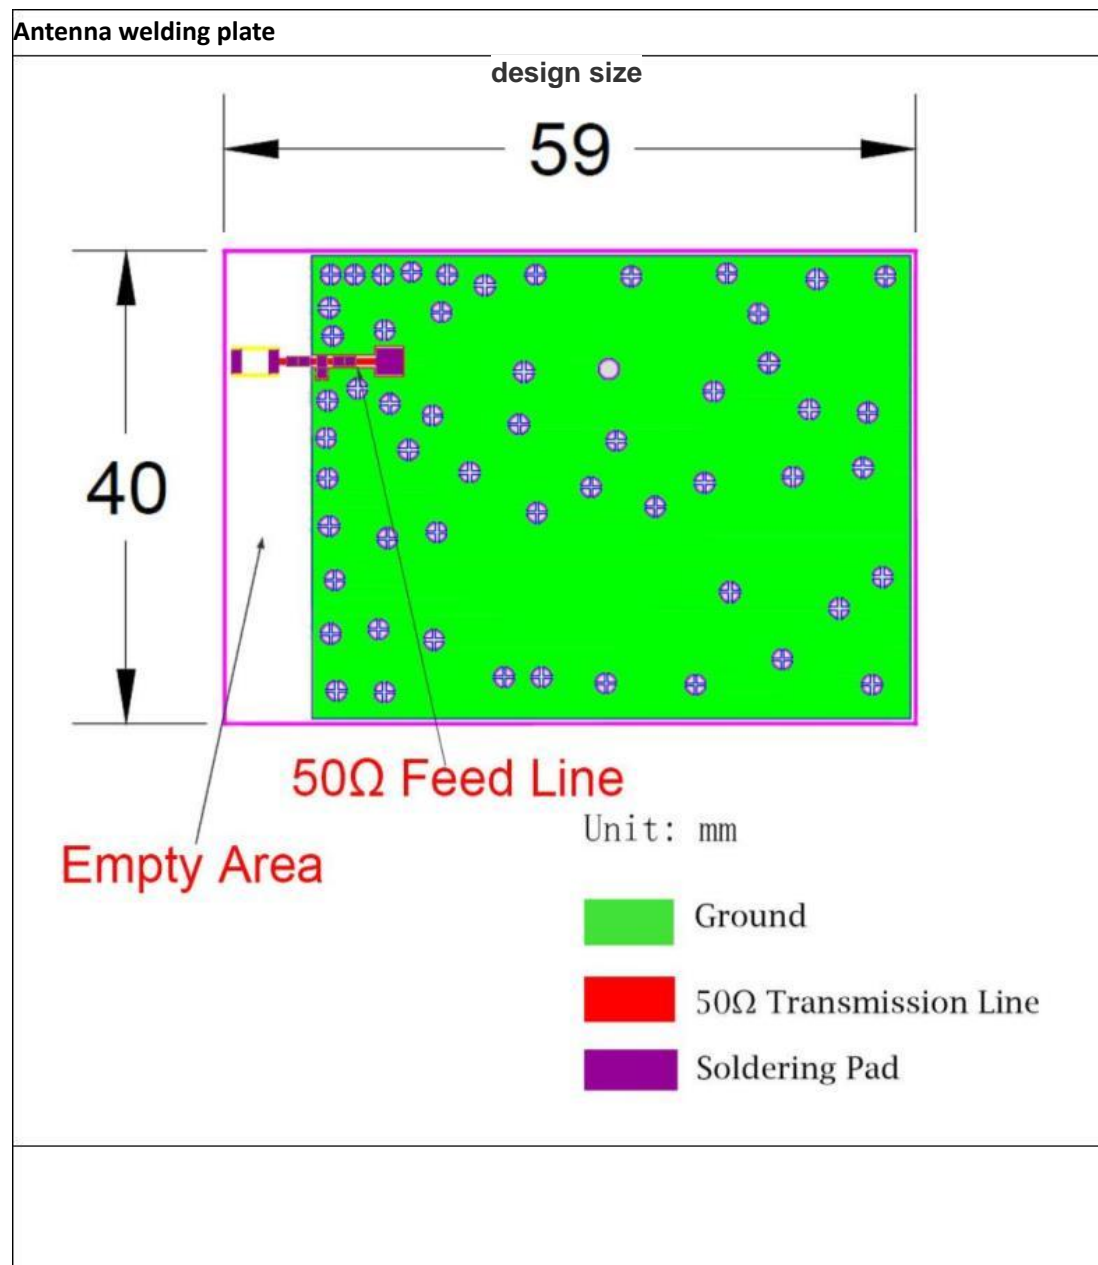 Antenna welding plate
design size
59
40
50Ω Feed Line
Empty Area
Unit: mm
Ground
50Ω Transmission Line
Soldering Pad